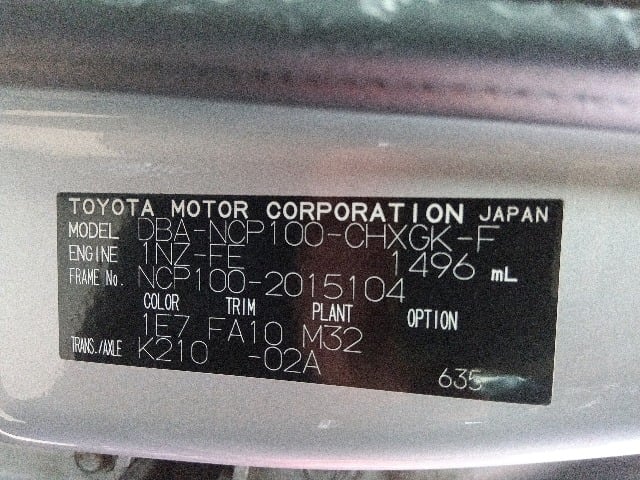 TOYOTA MOTOR CORPORATION JAPAN
MODEL DBA-NCP100-CHXGK-F
ENGINE 1NZ-FE 1496 mL
FRAME No. NCP100-2015104
COLOR TRIM PLANT OPTION
1E7 FA10 M32
TRANS./AXLE K210 -02A
635